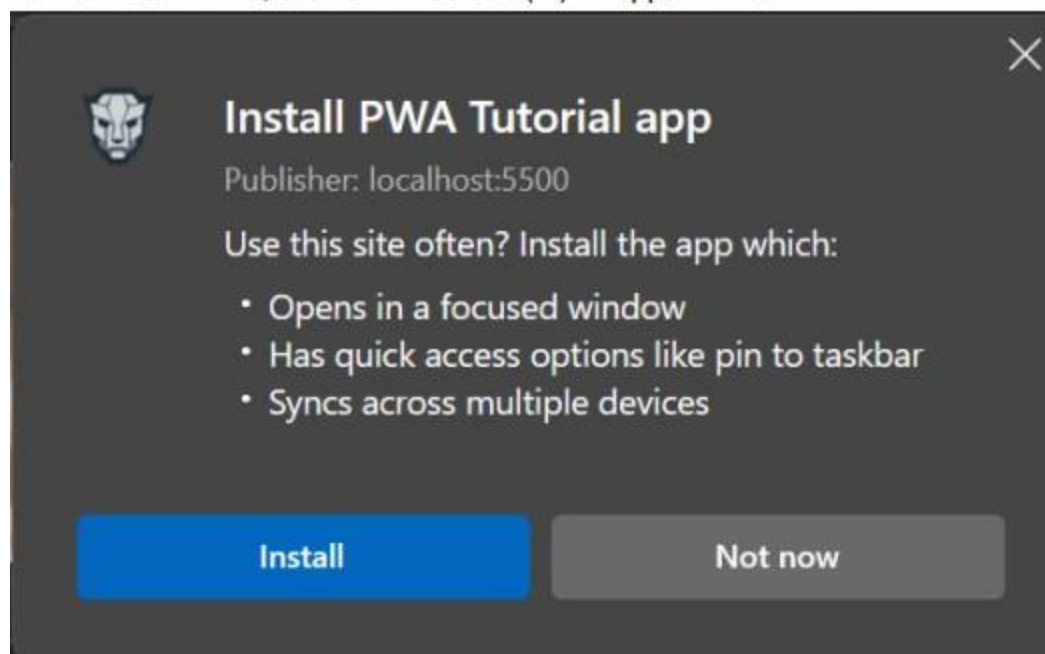 Install PWA Tutorial app
Publisher: localhost:5500
Use this site often? Install the app which:
• Opens in a focused window
• Has quick access options like pin to taskbar
• Syncs across multiple devices
Install
Not now